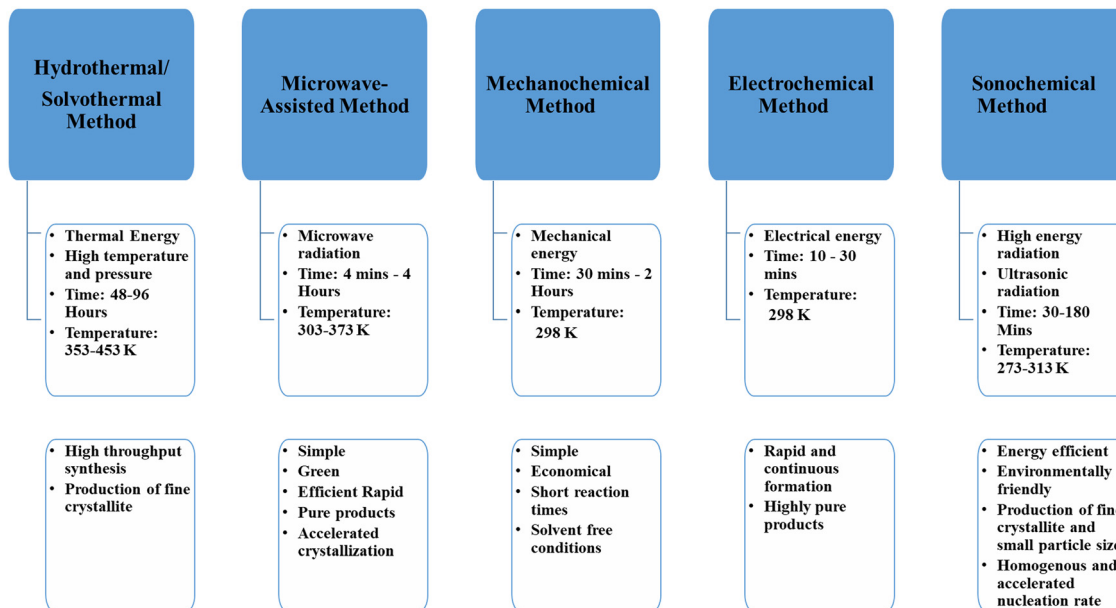 Hydrothermal/
Solvothermal
Method
Microwave-
Assisted Method
Mechanochemical
Method
Electrochemical
Method
Sonochemical
Method
• Thermal Energy
• High temperature
and pressure
• Time: 48-96
Hours
• Temperature:
353-453 K
• Microwave
radiation
• Time: 4 mins - 4
Hours
• Temperature:
303-373 K
• Mechanical
energy
• Time: 30 mins - 2
Hours
• Temperature:
298 K
• Electrical energy
• Time: 10 - 30
mins
• Temperature:
298 K
• High energy
radiation
• Ultrasonic
radiation
• Time: 30-180
Mins
• Temperature:
273-313 K
• High throughput
synthesis
• Production of fine
crystallite
• Simple
• Green
• Efficient Rapid
• Pure products
• Accelerated
crystallization
• Simple
• Economical
• Short reaction
times
• Solvent free
conditions
• Rapid and
continuous
formation
• Highly pure
products
• Energy efficient
• Environmentally
friendly
• Production of fine
crystallite and
small particle size
• Homogenous and
accelerated
nucleation rate